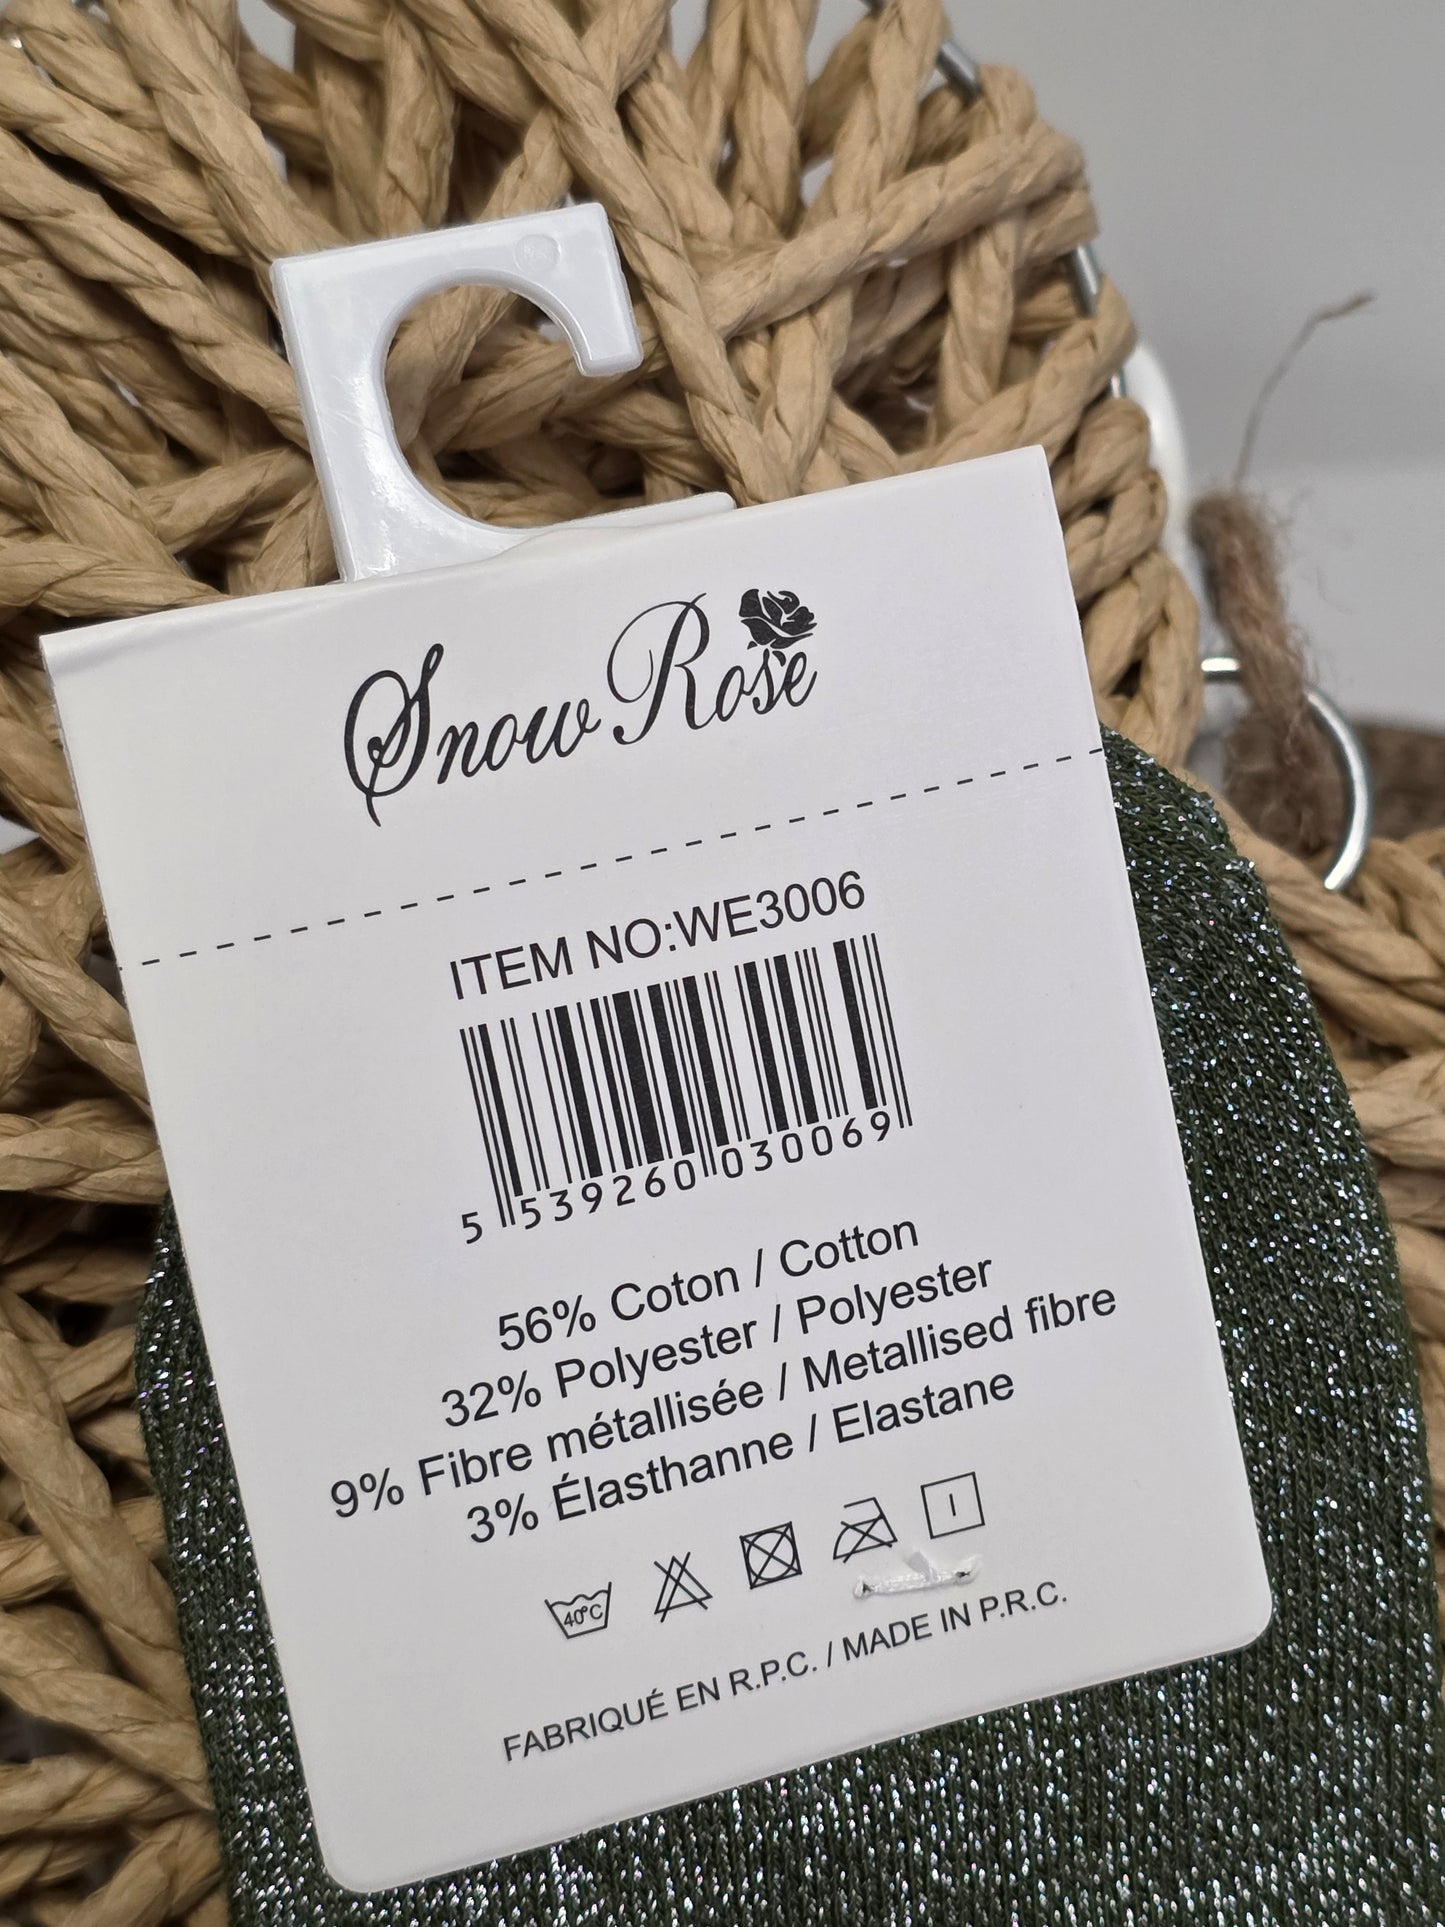 Snow Rose
ITEM NO:WE3006
5 539260 030069
56% Coton / Cotton
32% Polyester / Polyester
9% Fibre métallisée / Metallised fibre
3% Élasthanne / Elastane
40°C
FABRIQUÉ EN R.P.C. / MADE IN P.R.C.